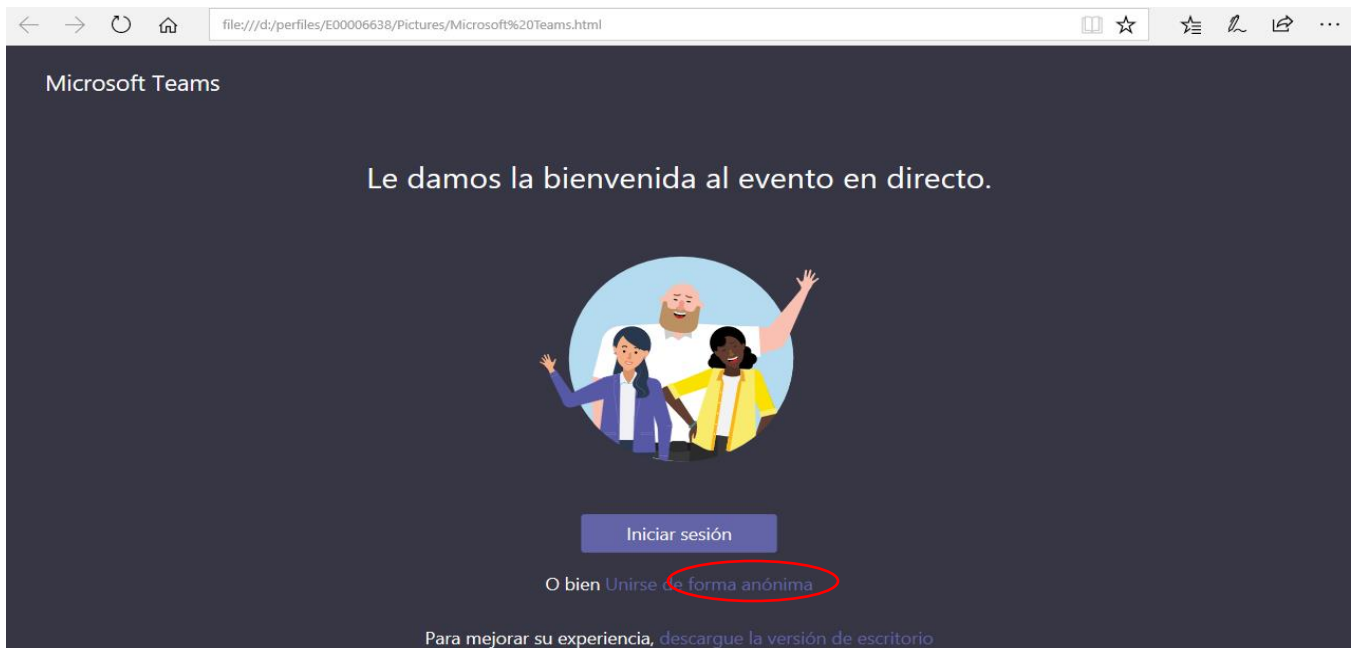 file:///d:/perfiles/E00006638/Pictures/Microsoft%20Teams.html
Microsoft Teams
Le damos la bienvenida al evento en directo.
Iniciar sesión
O bien Unirse de forma anónima
Para mejorar su experiencia, descargue la versión de escritorio